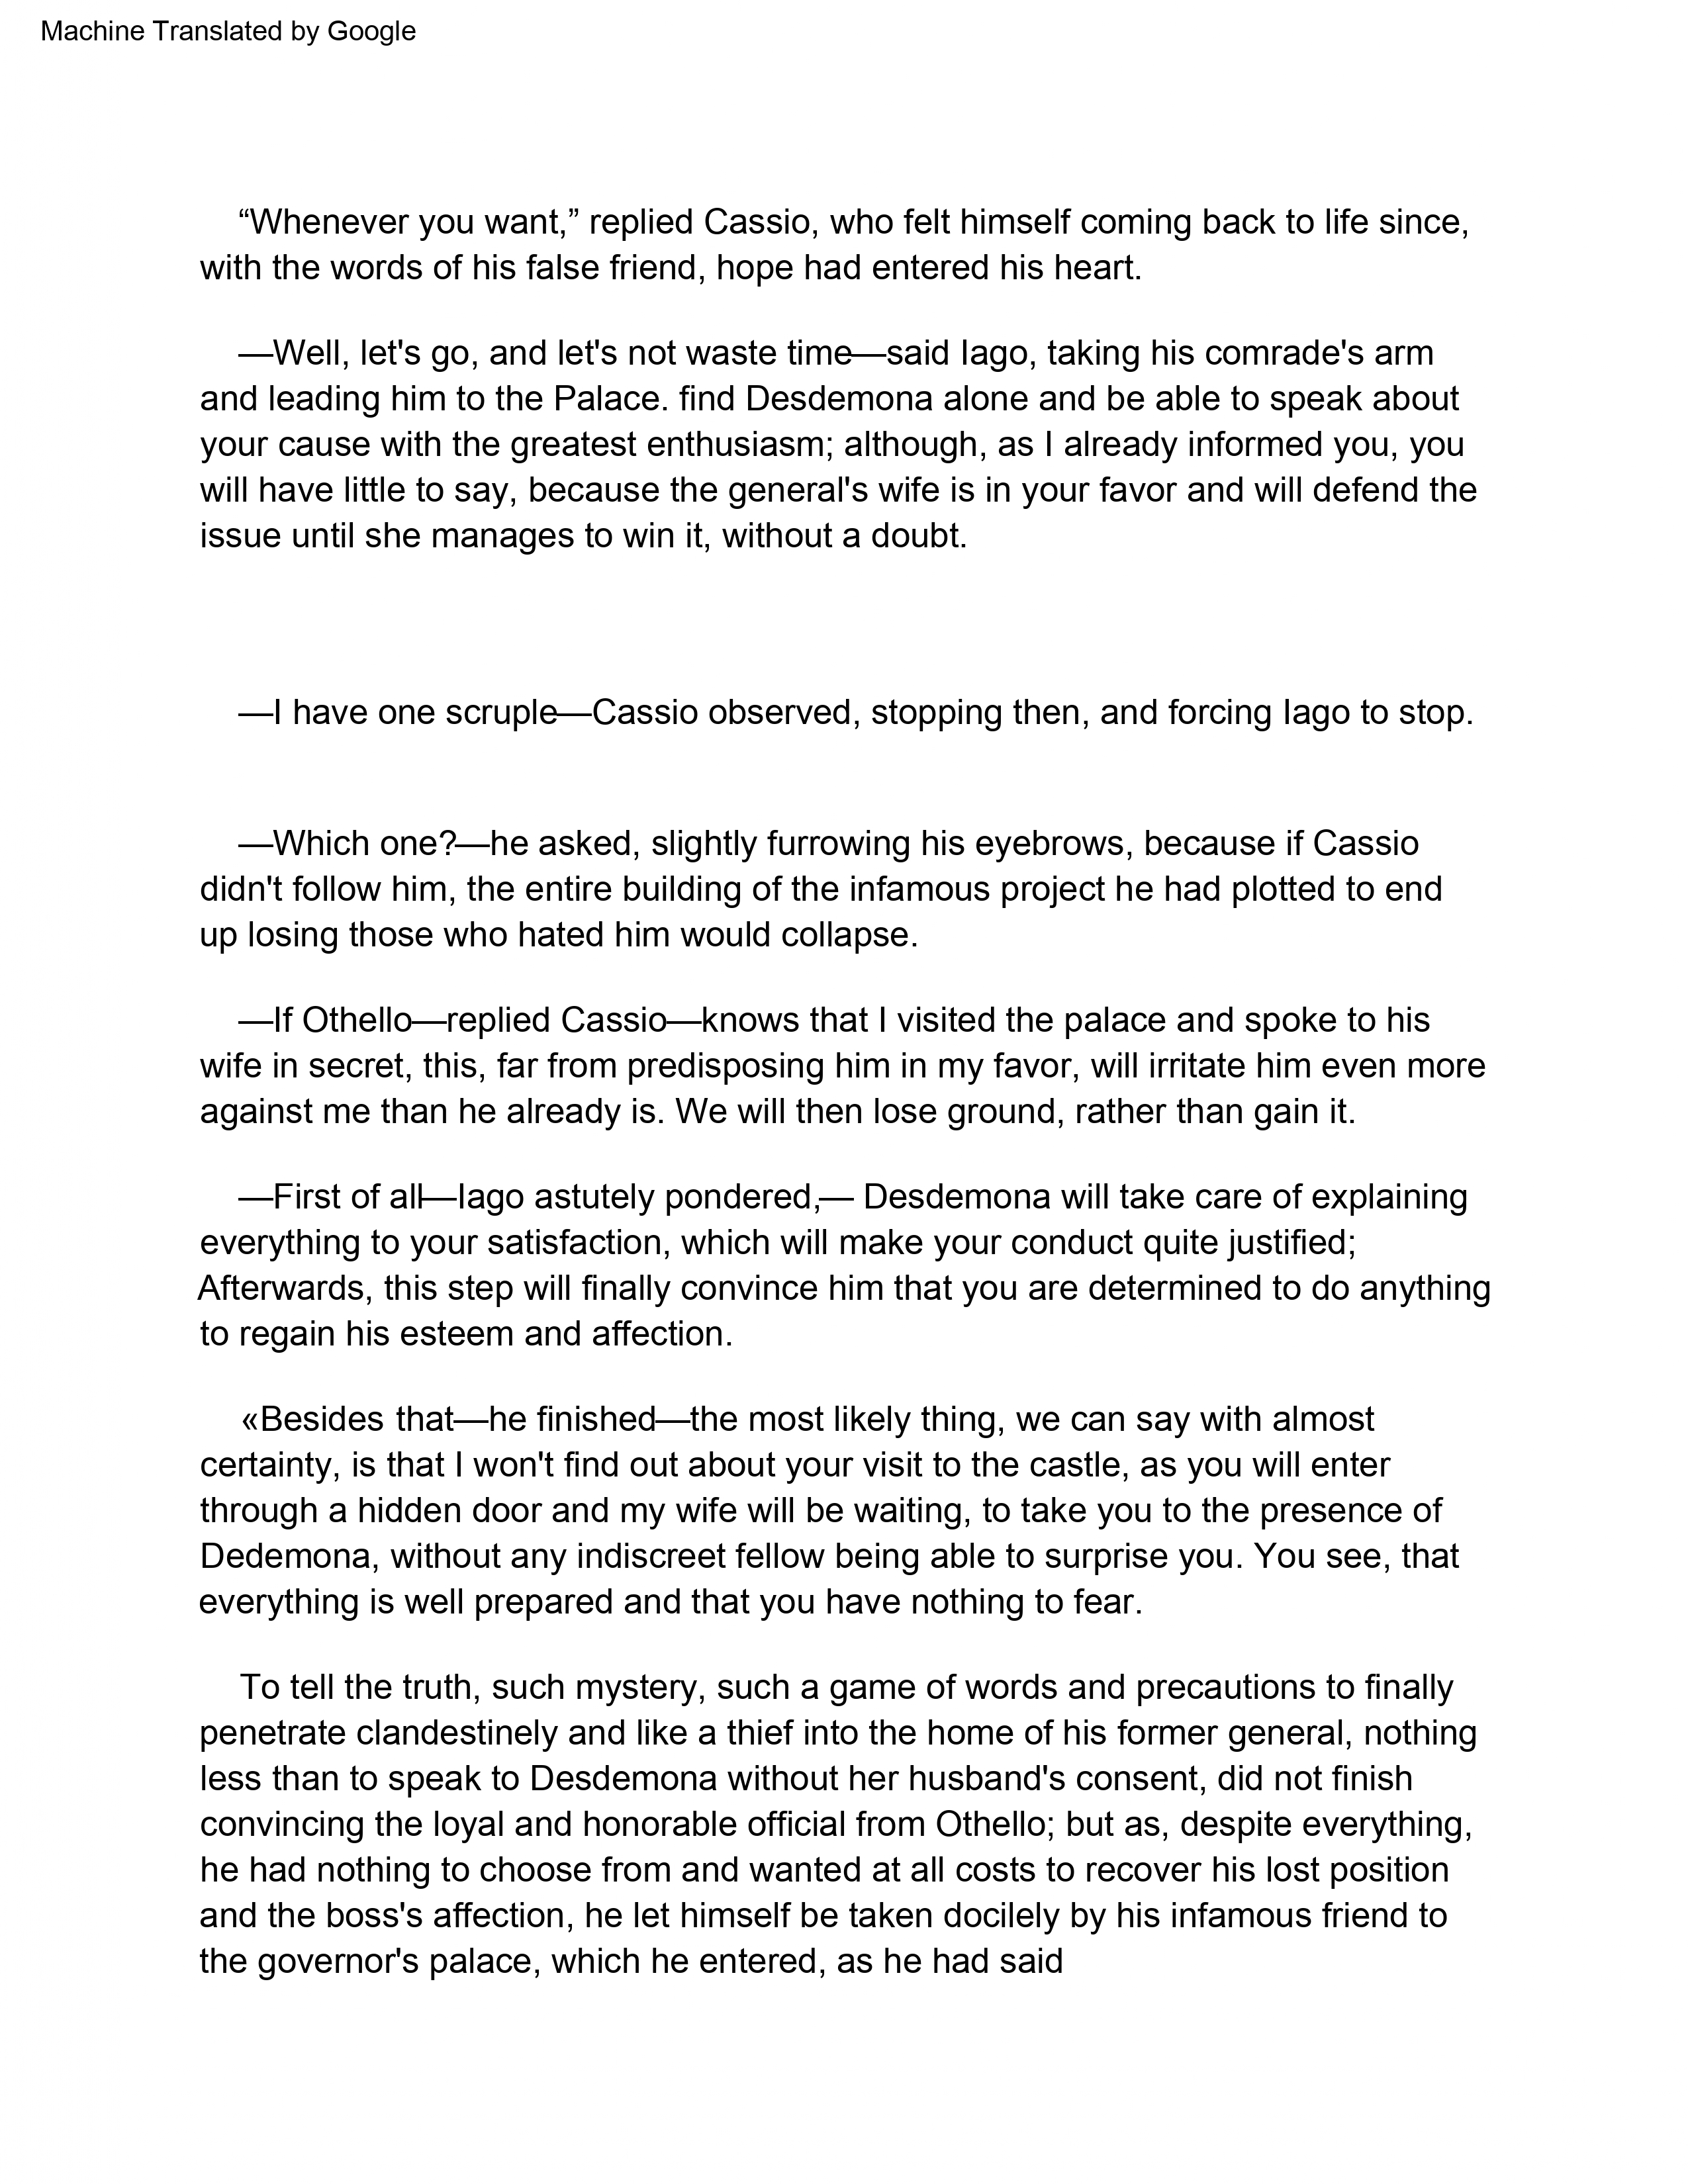 Machine Translated by Google
“Whenever you want,” replied Cassio, who felt himself coming back to life since,
with the words of his false friend, hope had entered his heart.
—Well, let's go, and let's not waste time—said Iago, taking his comrade's arm
and leading him to the Palace. find Desdemona alone and be able to speak about
your cause with the greatest enthusiasm; although, as I already informed you, you
will have little to say, because the general's wife is in your favor and will defend the
issue until she manages to win it, without a doubt.
—I have one scruple—Cassio observed, stopping then, and forcing Iago to stop.
—Which one?—he asked, slightly furrowing his eyebrows, because if Cassio
didn't follow him, the entire building of the infamous project he had plotted to end
up losing those who hated him would collapse.
—If Othello—replied Cassio—knows that I visited the palace and spoke to his
wife in secret, this, far from predisposing him in my favor, will irritate him even more
against me than he already is. We will then lose ground, rather than gain it.
—First of all—Iago astutely pondered,— Desdemona will take care of explaining
everything to your satisfaction, which will make your conduct quite justified;
Afterwards, this step will finally convince him that you are determined to do anything
to regain his esteem and affection.
«Besides that—he finished—the most likely thing, we can say with almost
certainty, is that I won't find out about your visit to the castle, as you will enter
through a hidden door and my wife will be waiting, to take you to the presence of
Dedemona, without any indiscreet fellow being able to surprise you. You see, that
everything is well prepared and that you have nothing to fear.
To tell the truth, such mystery, such a game of words and precautions to finally
penetrate clandestinely and like a thief into the home of his former general, nothing
less than to speak to Desdemona without her husband's consent, did not finish
convincing the loyal and honorable official from Othello; but as, despite everything,
he had nothing to choose from and wanted at all costs to recover his lost position
and the boss's affection, he let himself be taken docilely by his infamous friend to
the governor's palace, which he entered, as he had said